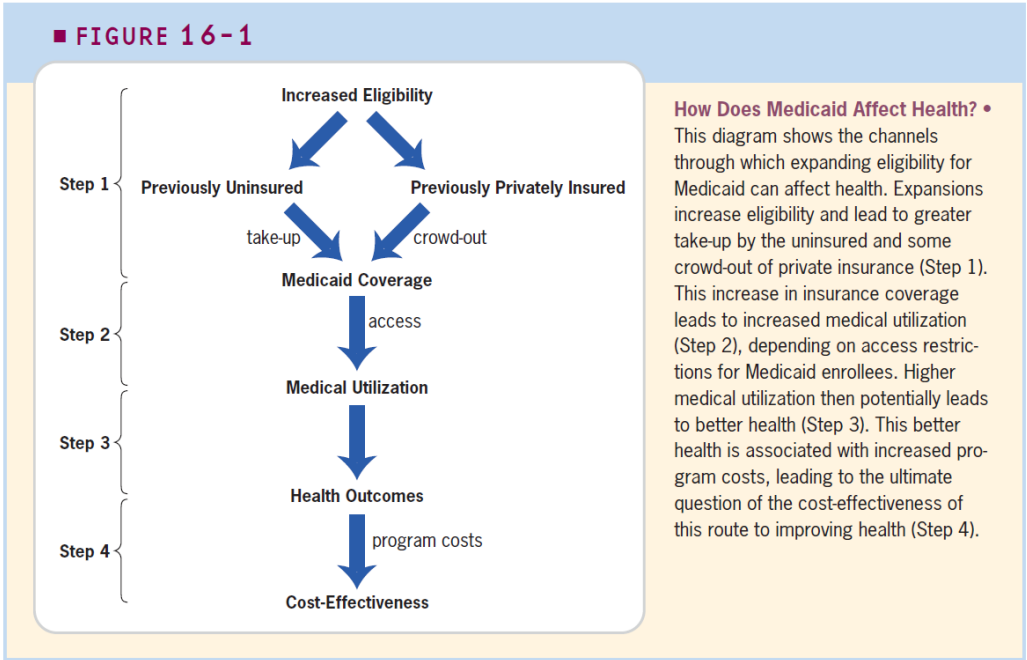 ■ FIGURE 16-1
Increased Eligibility
Step 1
Previously Uninsured
Previously Privately Insured
take-up
crowd-out
Medicaid Coverage
Step 2
access
Medical Utilization
Step 3
Health Outcomes
Step 4
program costs
Cost-Effectiveness
How Does Medicaid Affect Health? •
This diagram shows the channels
through which expanding eligibility for
Medicaid can affect health. Expansions
increase eligibility and lead to greater
take-up by the uninsured and some
crowd-out of private insurance (Step 1).
This increase in insurance coverage
leads to increased medical utilization
(Step 2), depending on access restric-
tions for Medicaid enrollees. Higher
medical utilization then potentially leads
to better health (Step 3). This better
health is associated with increased pro-
gram costs, leading to the ultimate
question of the cost-effectiveness of
this route to improving health (Step 4).